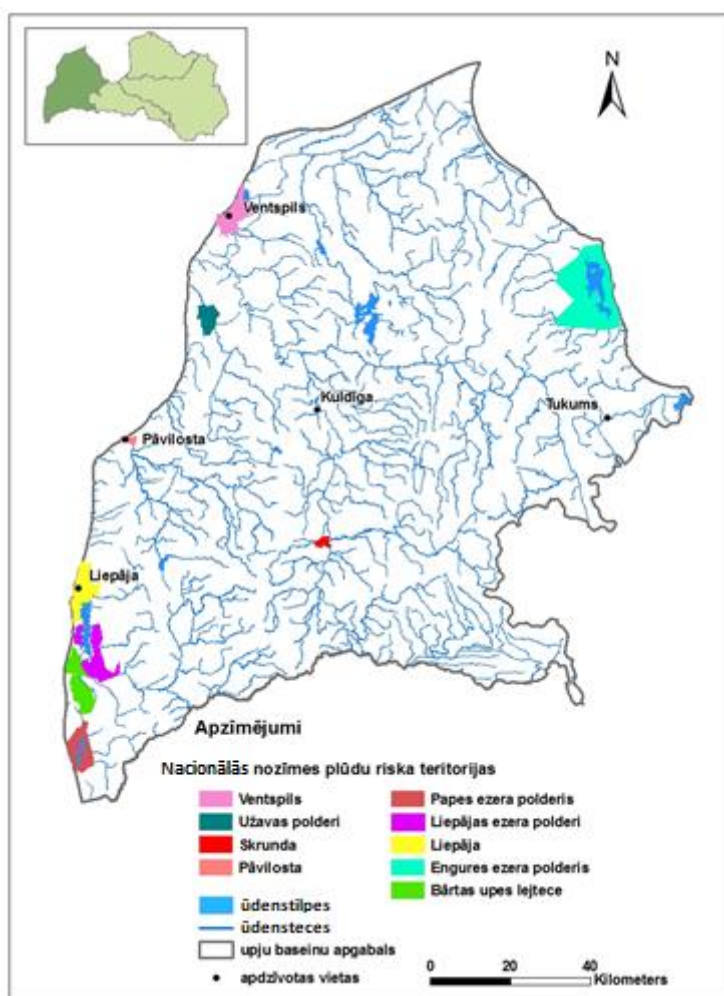 N
Ventspils
Kuldīga
Tukums
Pāvilosta
Liepāja
Apzīmējumi
Nacionālās nozīmes plūdu riska teritorijas
Ventspils
Užavas polderi
Skrunda
Pāvilosta
Papes ezera polderis
Liepājas ezera polderi
Liepāja
Engures ezera polderis
Bārtas upes lejtece
ūdenstilpes
ūdensteces
upju baseinu apgabals
apdzīvotas vietas
0 20 40
Kilometers